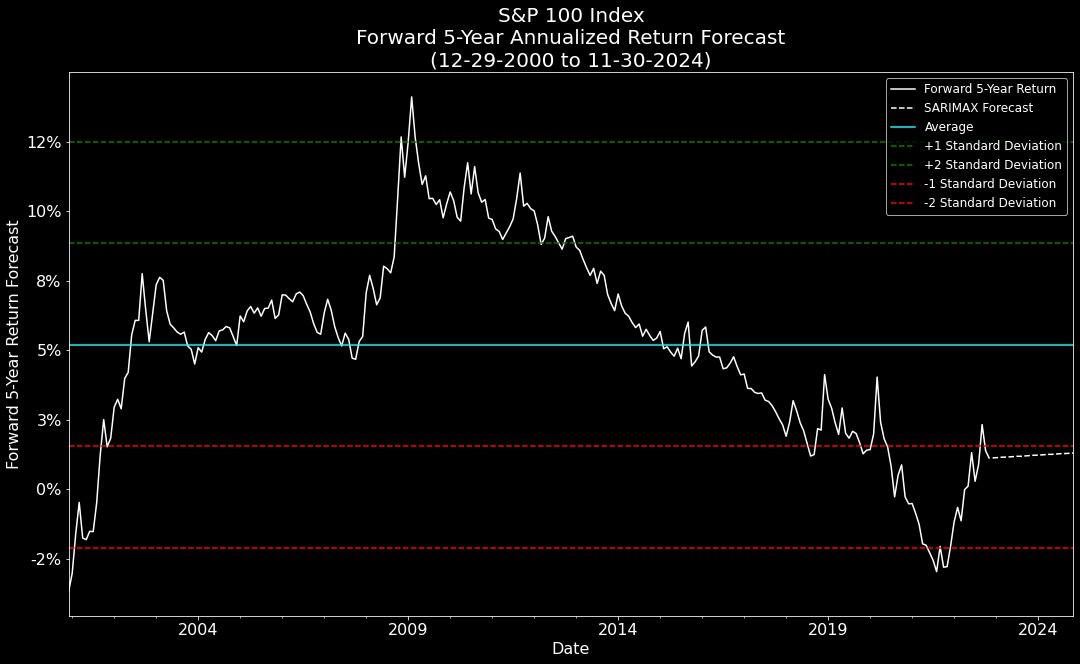 S&P 100 Index
Forward 5-Year Annualized Return Forecast
(12-29-2000 to 11-30-2024)
Forward 5-Year Return
SARIMAX Forecast
Average
+1 Standard Deviation
+2 Standard Deviation
-1 Standard Deviation
-2 Standard Deviation
Forward 5-Year Return Forecast
12%
10%
8%
5%
3%
0%
-2%
2004
2009
2014
2019
2024
Date